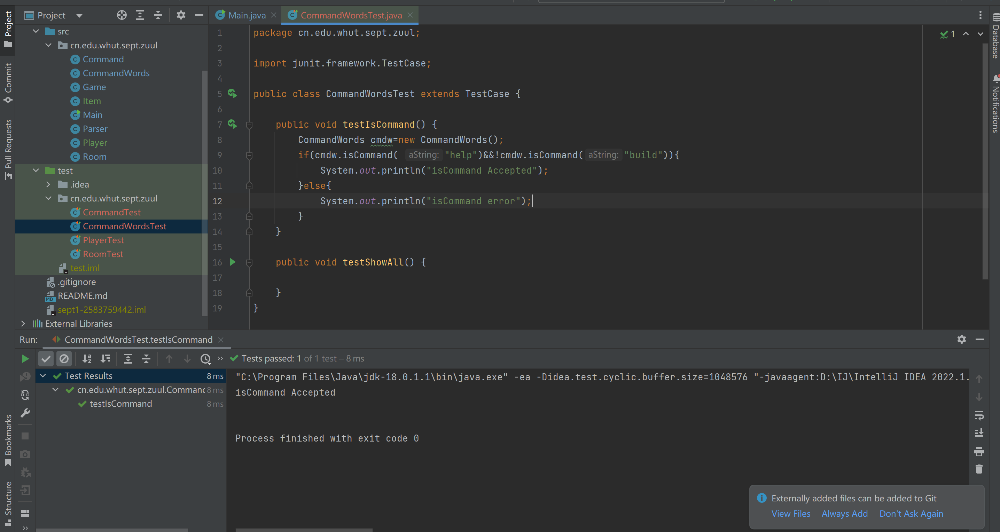 Project
Main.java
CommandWordsTest.java
Project
Commit
Pull Requests
Bookmarks
Structure
src
cn.edu.whut.sept.zuul
Command
CommandWords
Game
Item
Main
Parser
Player
Room
test
.idea
cn.edu.whut.sept.zuul
CommandTest
CommandWordsTest
PlayerTest
RoomTest
test.iml
.gitignore
README.md
sept1-2583759442.iml
External Libraries
1 package cn.edu.whut.sept.zuul;
2
3 import junit.framework.TestCase;
4
5 public class CommandWordsTest extends TestCase {
6
7 public void testIsCommand() {
8 CommandWords cmdw=new CommandWords();
9 if(cmdw.isCommand( aString: "help")&&!cmdw.isCommand( aString: "build")){
10 System.out.println("isCommand Accepted");
11 }else{
12 System.out.println("isCommand error");
13 }
14 }
15
16 public void testShowAll() {
17
18 }
19 }
1
Database
Notifications
Run: CommandWordsTest.testIsCommand
Tests passed: 1 of 1 test – 8 ms
Test Results 8 ms
cn.edu.whut.sept.zuul.Command 8 ms
testIsCommand 8 ms
"C:\Program Files\Java\jdk-18.0.1.1\bin\java.exe" -ea -Didea.test.cyclic.buffer.size=1048576 "-javaagent:D:\IJ\IntelliJ IDEA 2022.1.
isCommand Accepted
Process finished with exit code 0
Externally added files can be added to Git
View Files Always Add Don't Ask Again